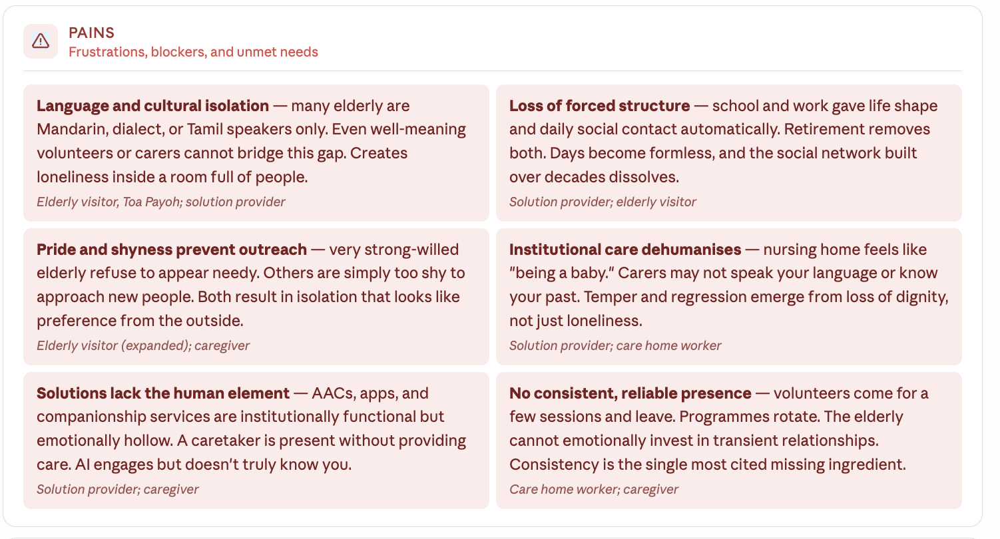 PAINS
Frustrations, blockers, and unmet needs
Language and cultural isolation — many elderly are
Mandarin, dialect, or Tamil speakers only. Even well-meaning
volunteers or carers cannot bridge this gap. Creates
loneliness inside a room full of people.
Elderly visitor, Toa Payoh; solution provider
Loss of forced structure — school and work gave life shape
and daily social contact automatically. Retirement removes
both. Days become formless, and the social network built
over decades dissolves.
Solution provider; elderly visitor
Pride and shyness prevent outreach — very strong-willed
elderly refuse to appear needy. Others are simply too shy to
approach new people. Both result in isolation that looks like
preference from the outside.
Elderly visitor (expanded); caregiver
Institutional care dehumanises — nursing home feels like
"being a baby." Carers may not speak your language or know
your past. Temper and regression emerge from loss of dignity,
not just loneliness.
Solution provider; care home worker
Solutions lack the human element — AACs, apps, and
companionship services are institutionally functional but
emotionally hollow. A caretaker is present without providing
care. AI engages but doesn't truly know you.
Solution provider; caregiver
No consistent, reliable presence — volunteers come for a
few sessions and leave. Programmes rotate. The elderly
cannot emotionally invest in transient relationships.
Consistency is the single most cited missing ingredient.
Care home worker; caregiver